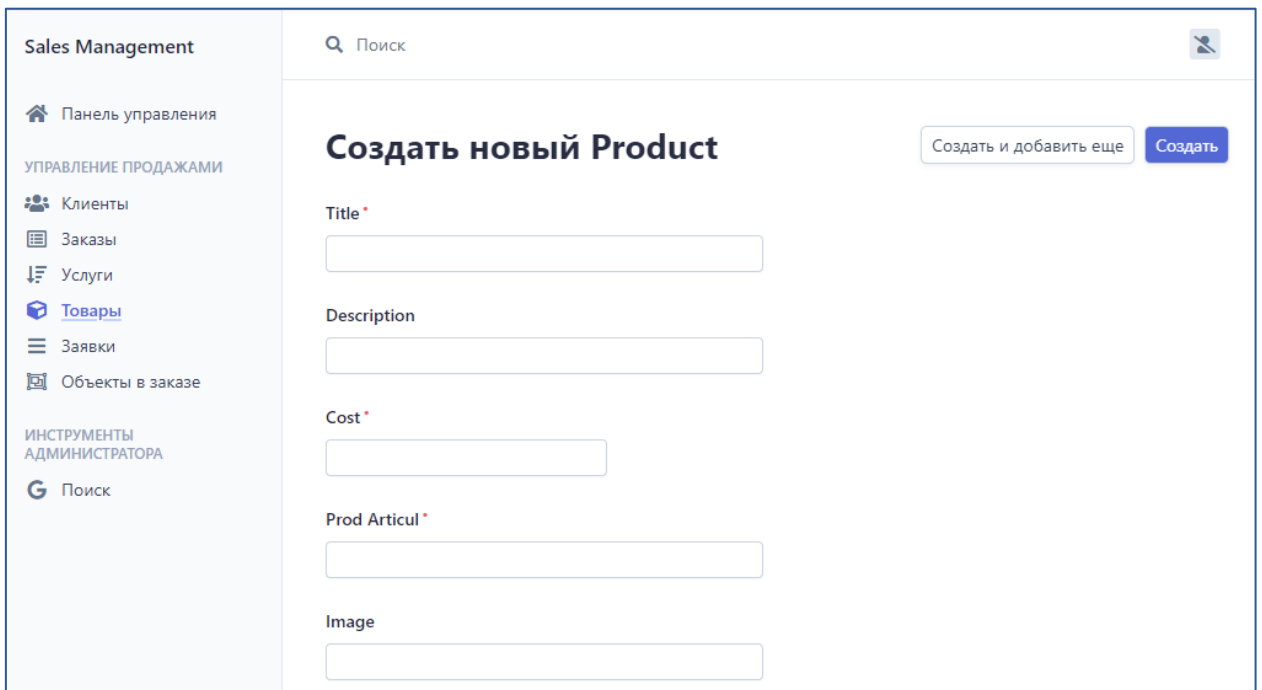 Sales Management
Поиск
Панель управления
УПРАВЛЕНИЕ ПРОДАЖАМИ
Клиенты
Заказы
Услуги
Товары
Заявки
Объекты в заказе
ИНСТРУМЕНТЫ
АДМИНИСТРАТОРА
Поиск
Создать новый Product
Создать и добавить еще
Создать
Title *
Description
Cost *
Prod Articul *
Image